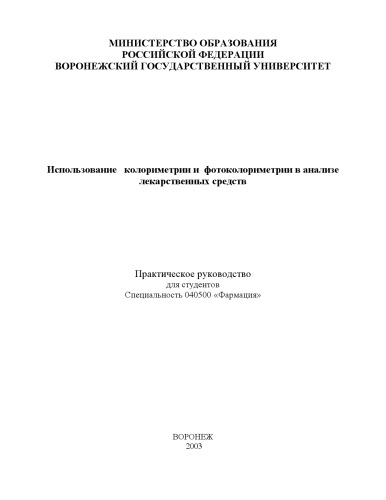 МИНИСТЕРСТВО ОБРАЗОВАНИЯ
РОССИЙСКОЙ ФЕДЕРАЦИИ
ВОРОНЕЖСКИЙ ГОСУДАРСТВЕННЫЙ УНИВЕРСИТЕТ
Использование колориметрии и фотоколориметрии в анализе
лекарственных средств
Практическое руководство
для студентов
Специальность 040500 «Фармация»
ВОРОНЕЖ
2003